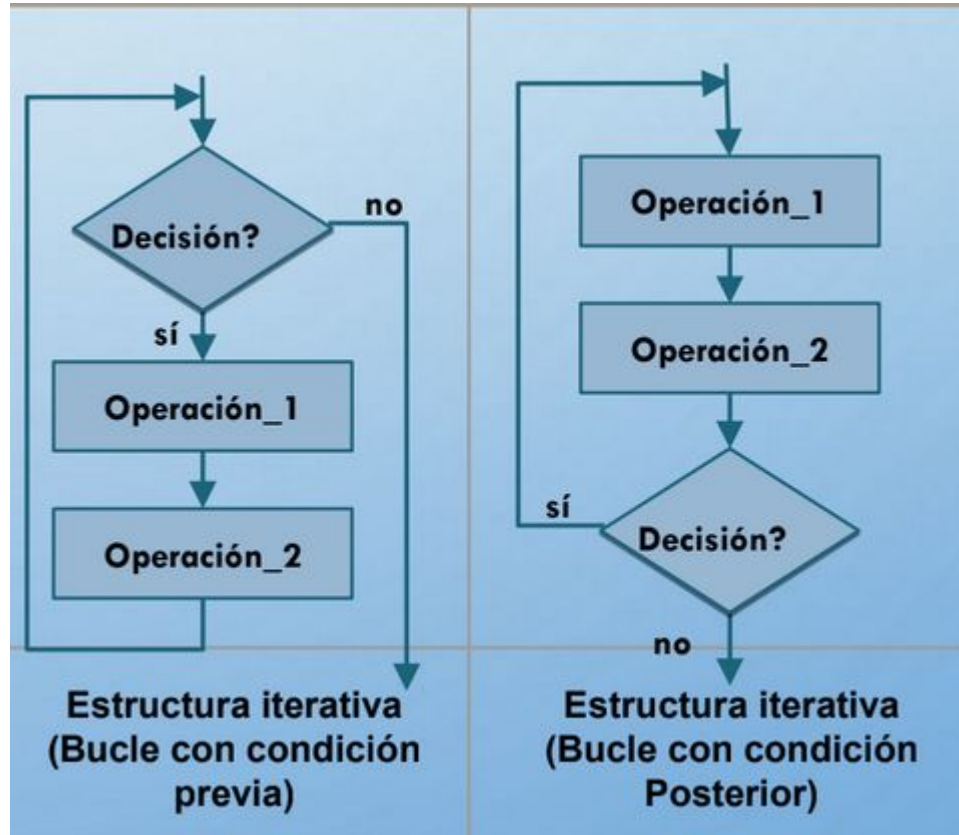 Decisión?
no
sí
Operación_1
Operación_2
Estructura iterativa
(Bucle con condición
previa)
Operación_1
Operación_2
sí
Decisión?
no
Estructura iterativa
(Bucle con condición
Posterior)